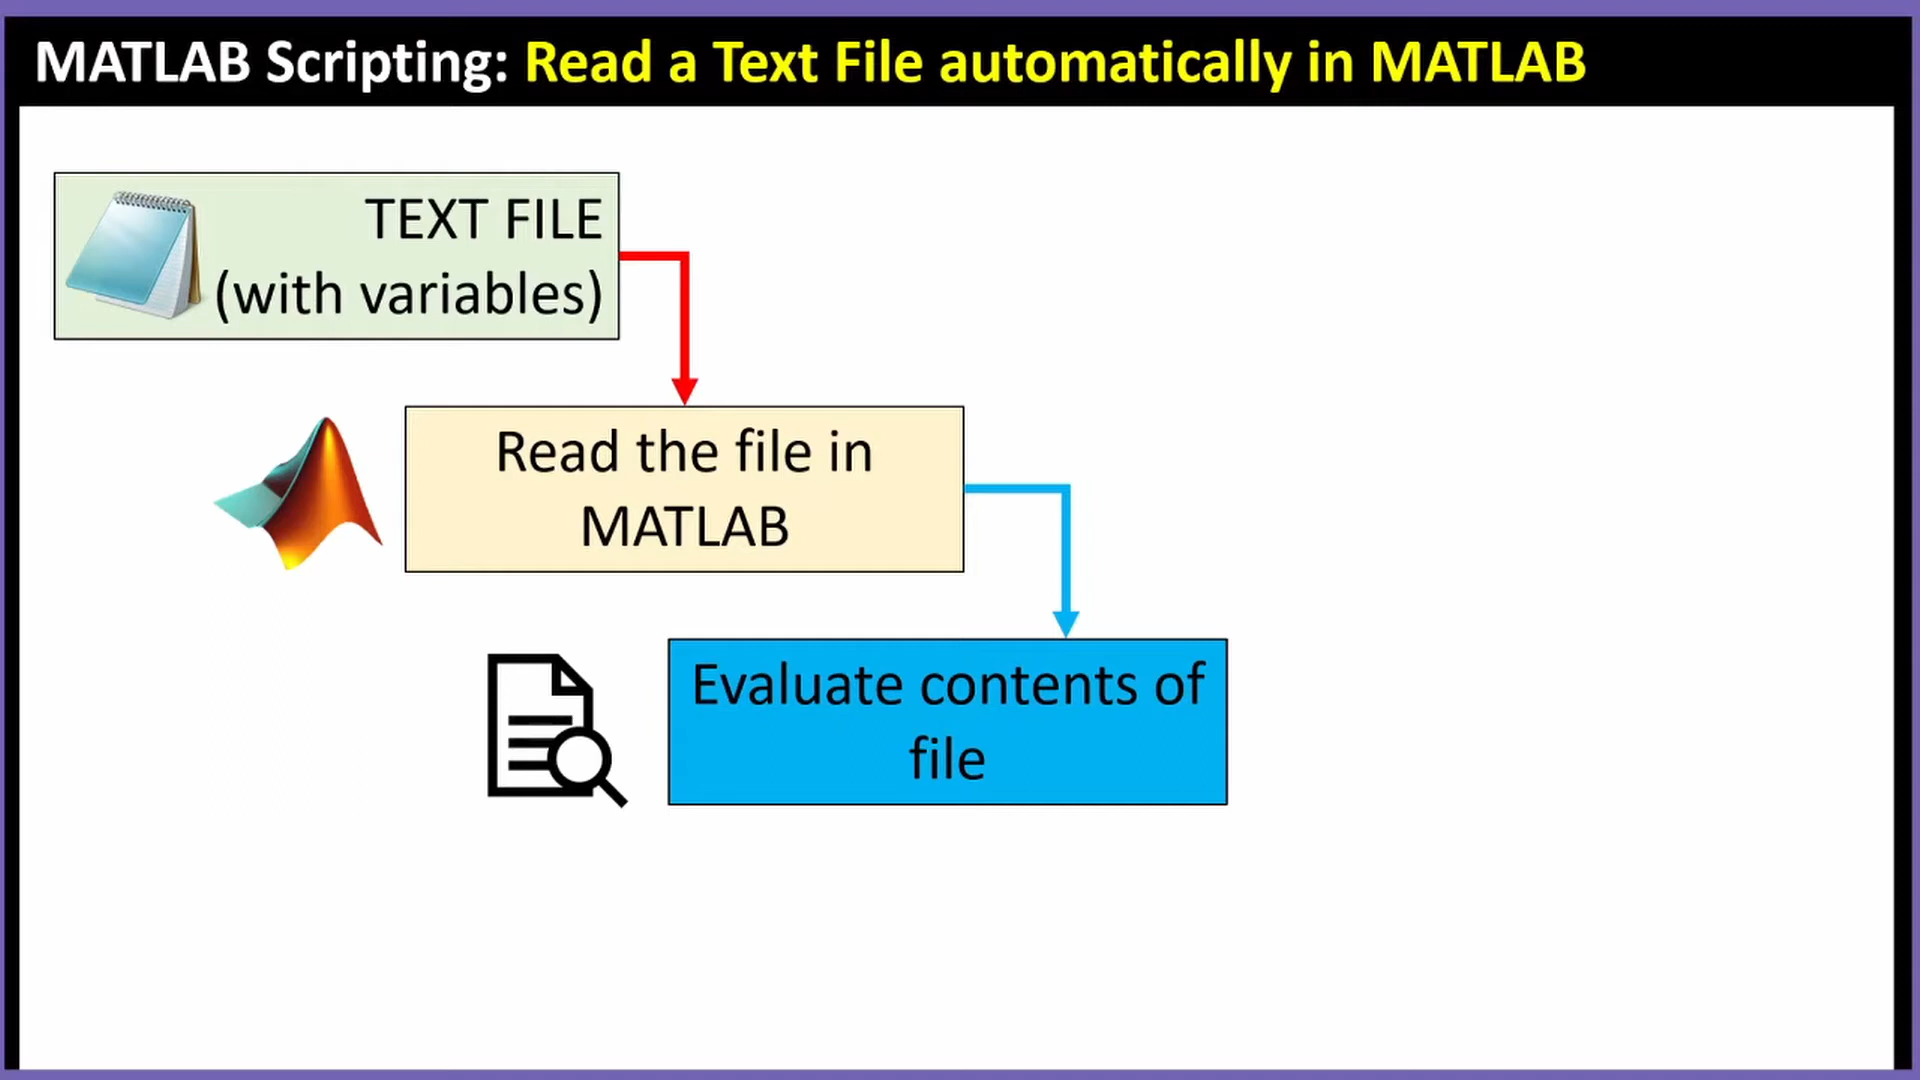 MATLAB Scripting: Read a Text File automatically in MATLAB
TEXT FILE
(with variables)
Read the file in
MATLAB
Evaluate contents of
file